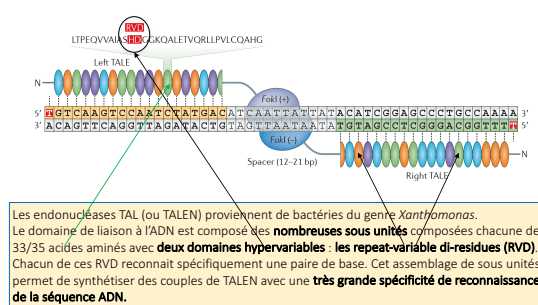 RVD
LTPEQVVAIASHDGGKQALETVQRLLPVLCQAHG
Left TALE
N
FokI (+)
5' TGTCAAGTCCAATCTATGACATCAATTATTATACATCGGAGCCCTGCCAAAA 3'
3' ACAGTTCAGGTTAGATACTGTAGTTAATAATATGTAGCCTCGGGACGGTTTT 5'
FokI (–)
N
Spacer (12–21 bp)
Right TALE
Les endonucléases TAL (ou TALEN) proviennent de bactéries du genre Xanthomonas.
Le domaine de liaison à l'ADN est composé des nombreuses sous unités composées chacune de
33/35 acides aminés avec deux domaines hypervariables : les repeat-variable di-residues (RVD).
Chacun de ces RVD reconnait spécifiquement une paire de base. Cet assemblage de sous unités
permet de synthétiser des couples de TALEN avec une très grande spécificité de reconnaissance
de la séquence ADN.